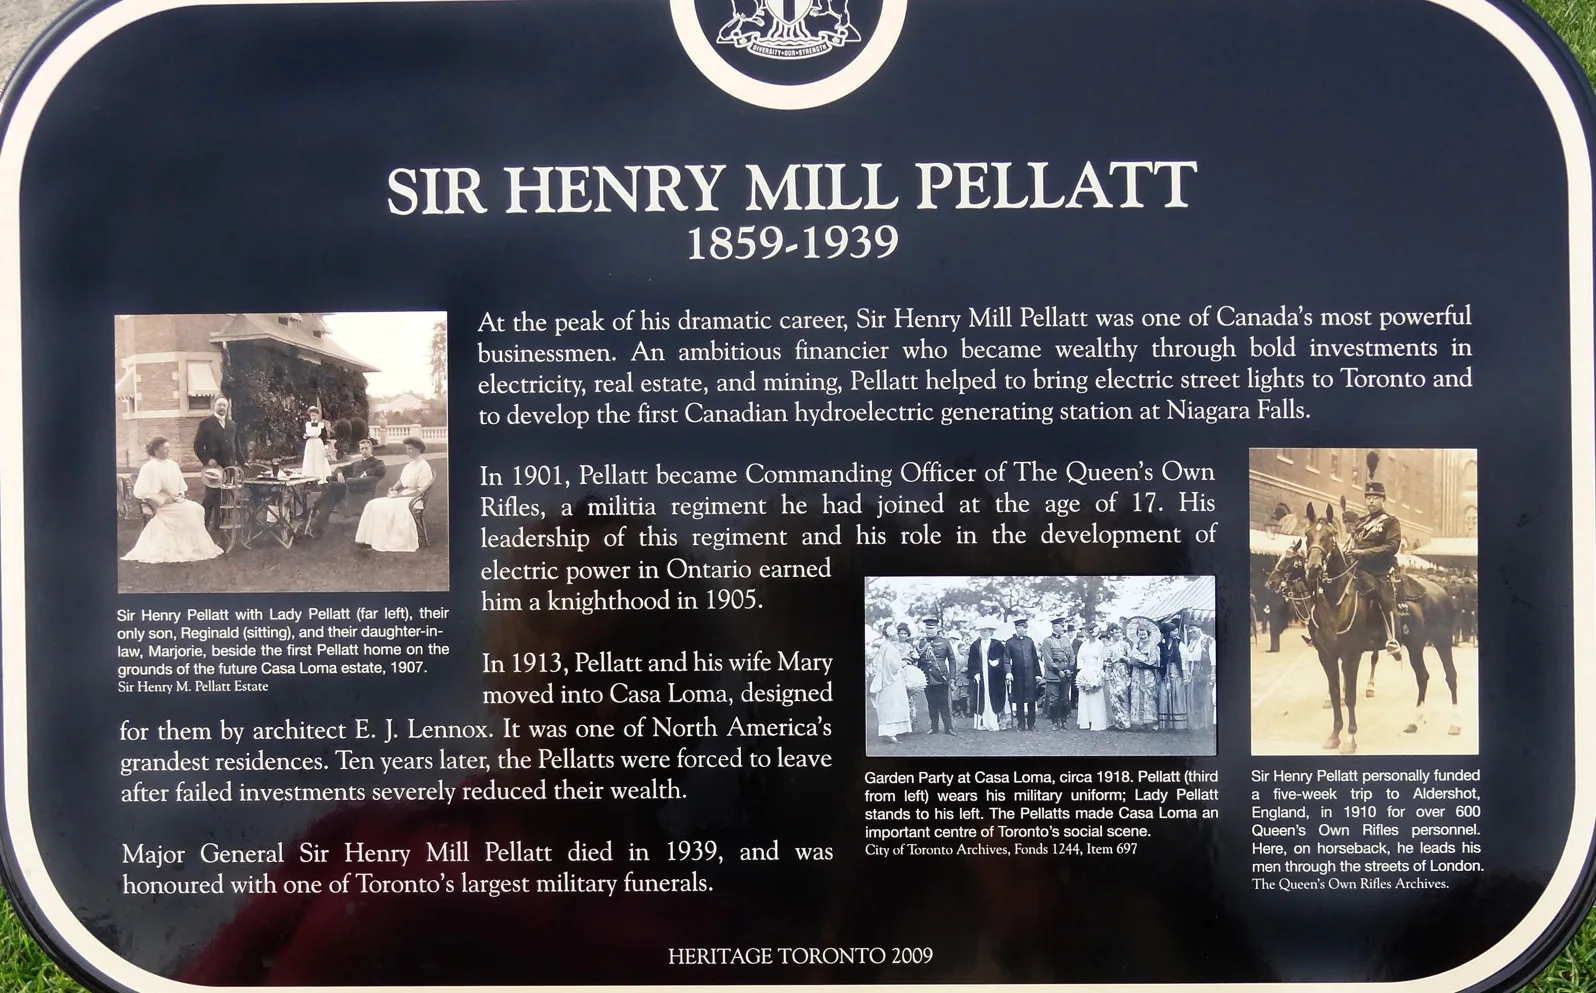 DIVERSITY•OUR•STRENGTH
SIR HENRY MILL PELLATT
1859-1939
At the peak of his dramatic career, Sir Henry Mill Pellatt was one of Canada's most powerful
businessmen. An ambitious financier who became wealthy through bold investments in
electricity, real estate, and mining, Pellatt helped to bring electric street lights to Toronto and
to develop the first Canadian hydroelectric generating station at Niagara Falls.
In 1901, Pellatt became Commanding Officer of The Queen's Own
Rifles, a militia regiment he had joined at the age of 17. His
leadership of this regiment and his role in the development of
electric power in Ontario earned
him a knighthood in 1905.
In 1913, Pellatt and his wife Mary
moved into Casa Loma, designed
for them by architect E. J. Lennox. It was one of North America's
grandest residences. Ten years later, the Pellatts were forced to leave
after failed investments severely reduced their wealth.
Major General Sir Henry Mill Pellatt died in 1939, and was
honoured with one of Toronto's largest military funerals.
Sir Henry Pellatt with Lady Pellatt (far left), their
only son, Reginald (sitting), and their daughter-in-
law, Marjorie, beside the first Pellatt home on the
grounds of the future Casa Loma estate, 1907.
Sir Henry M. Pellatt Estate
Garden Party at Casa Loma, circa 1918. Pellatt (third
from left) wears his military uniform; Lady Pellatt
stands to his left. The Pellatts made Casa Loma an
important centre of Toronto's social scene.
City of Toronto Archives, Fonds 1244, Item 697
Sir Henry Pellatt personally funded
a five-week trip to Aldershot,
England, in 1910 for over 600
Queen's Own Rifles personnel.
Here, on horseback, he leads his
men through the streets of London.
The Queen's Own Rifles Archives.
HERITAGE TORONTO 2009